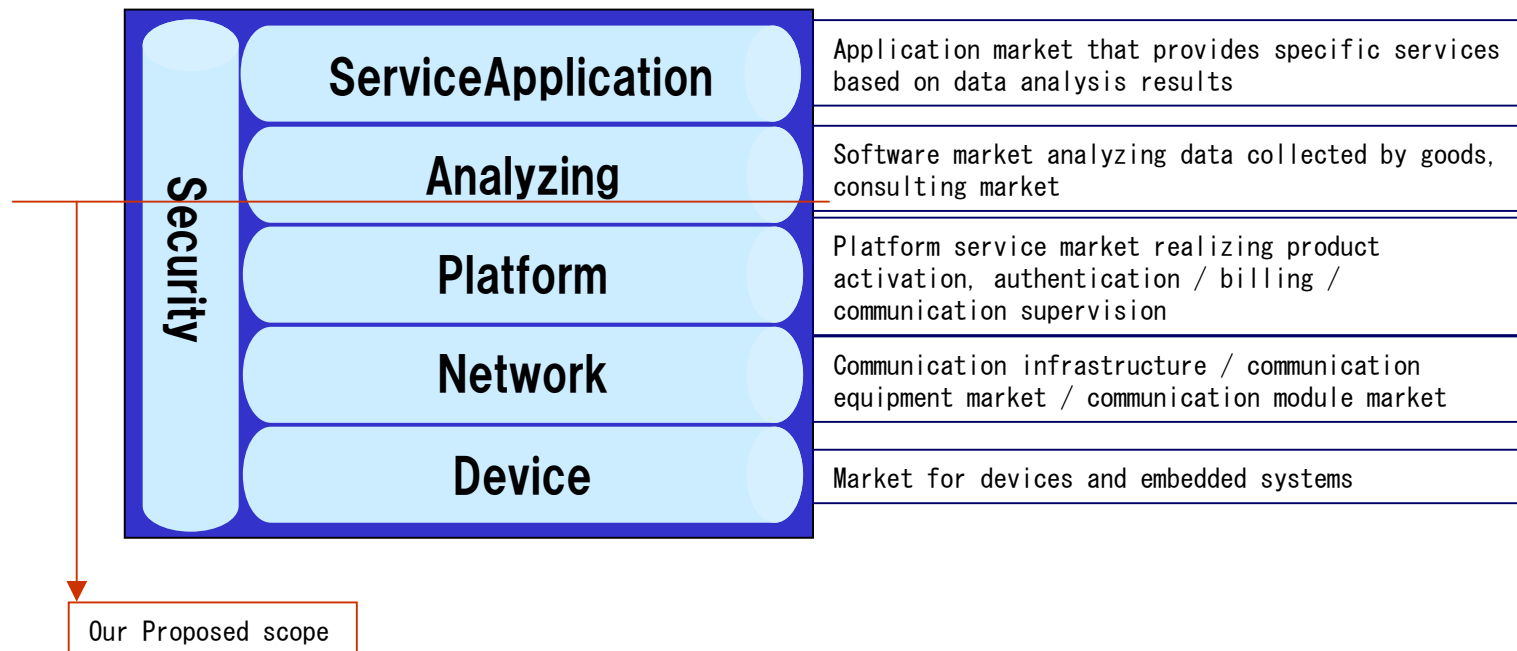 Security
ServiceApplication
Application market that provides specific services
based on data analysis results
Analyzing
Software market analyzing data collected by goods,
consulting market
Platform
Platform service market realizing product
activation, authentication / billing /
communication supervision
Network
Communication infrastructure / communication
equipment market / communication module market
Device
Market for devices and embedded systems
Our Proposed scope